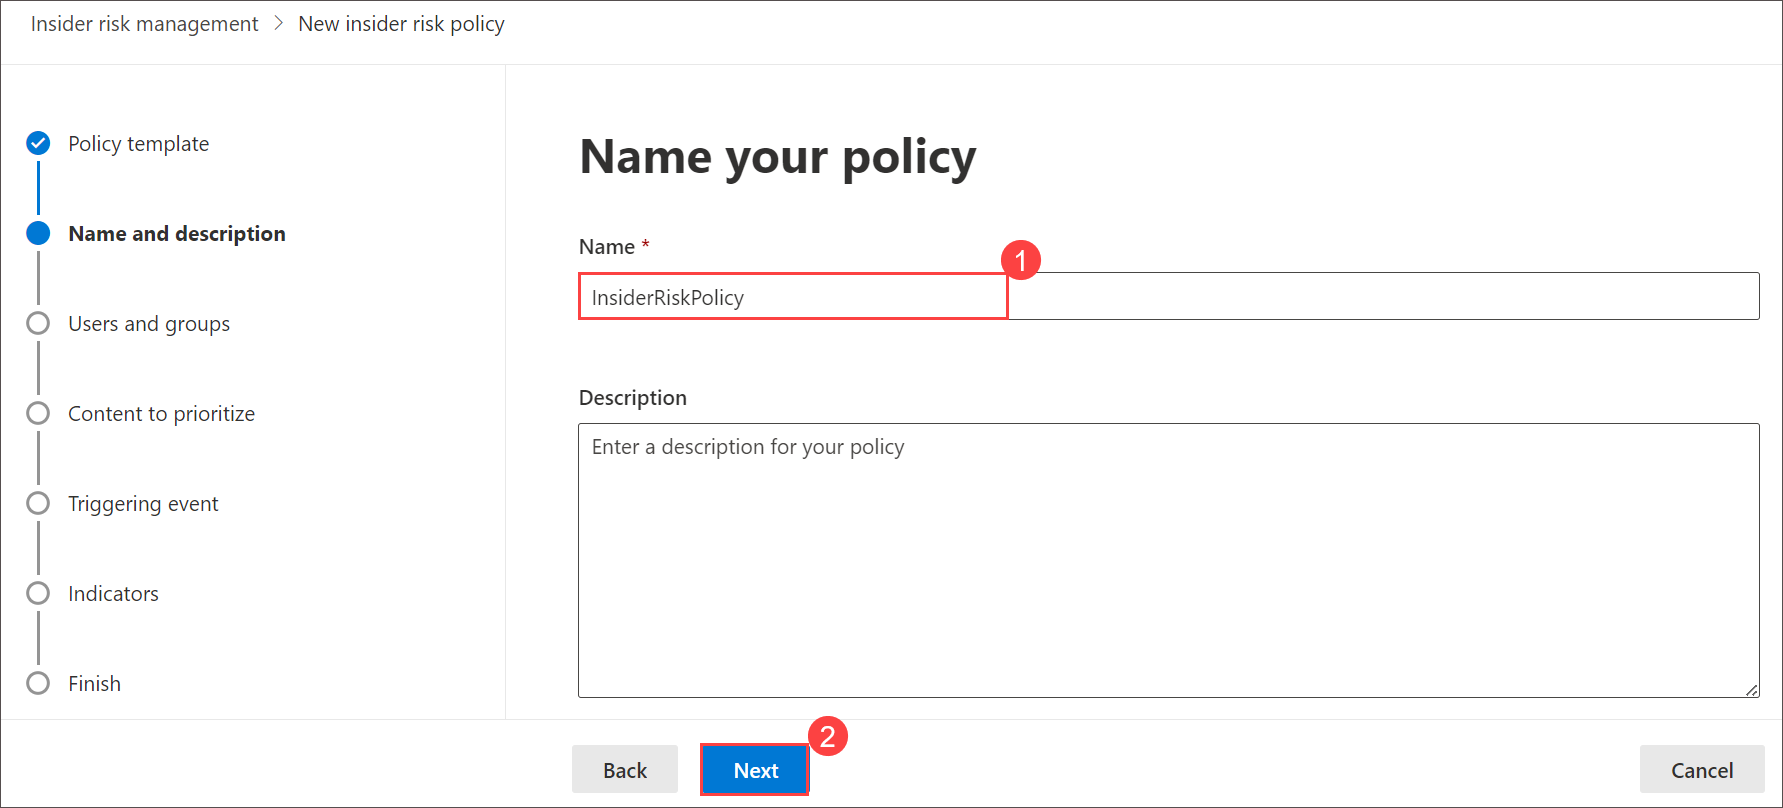 Insider risk management > New insider risk policy
Policy template
Name and description
Users and groups
Content to prioritize
Triggering event
Indicators
Finish
Name your policy
Name *
1
InsiderRiskPolicy
Description
Enter a description for your policy
2
Back
Next
Cancel